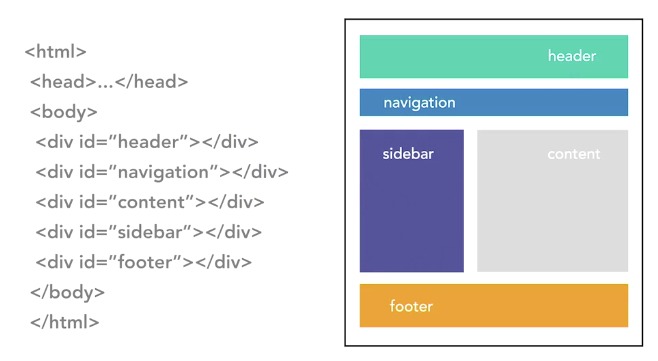 <html>
<head>...</head>
<body>
<div id=”header”></div>
<div id=”navigation”></div>
<div id=”content”></div>
<div id=”sidebar”></div>
<div id=”footer”></div>
</body>
</html>
header
navigation
sidebar
content
footer